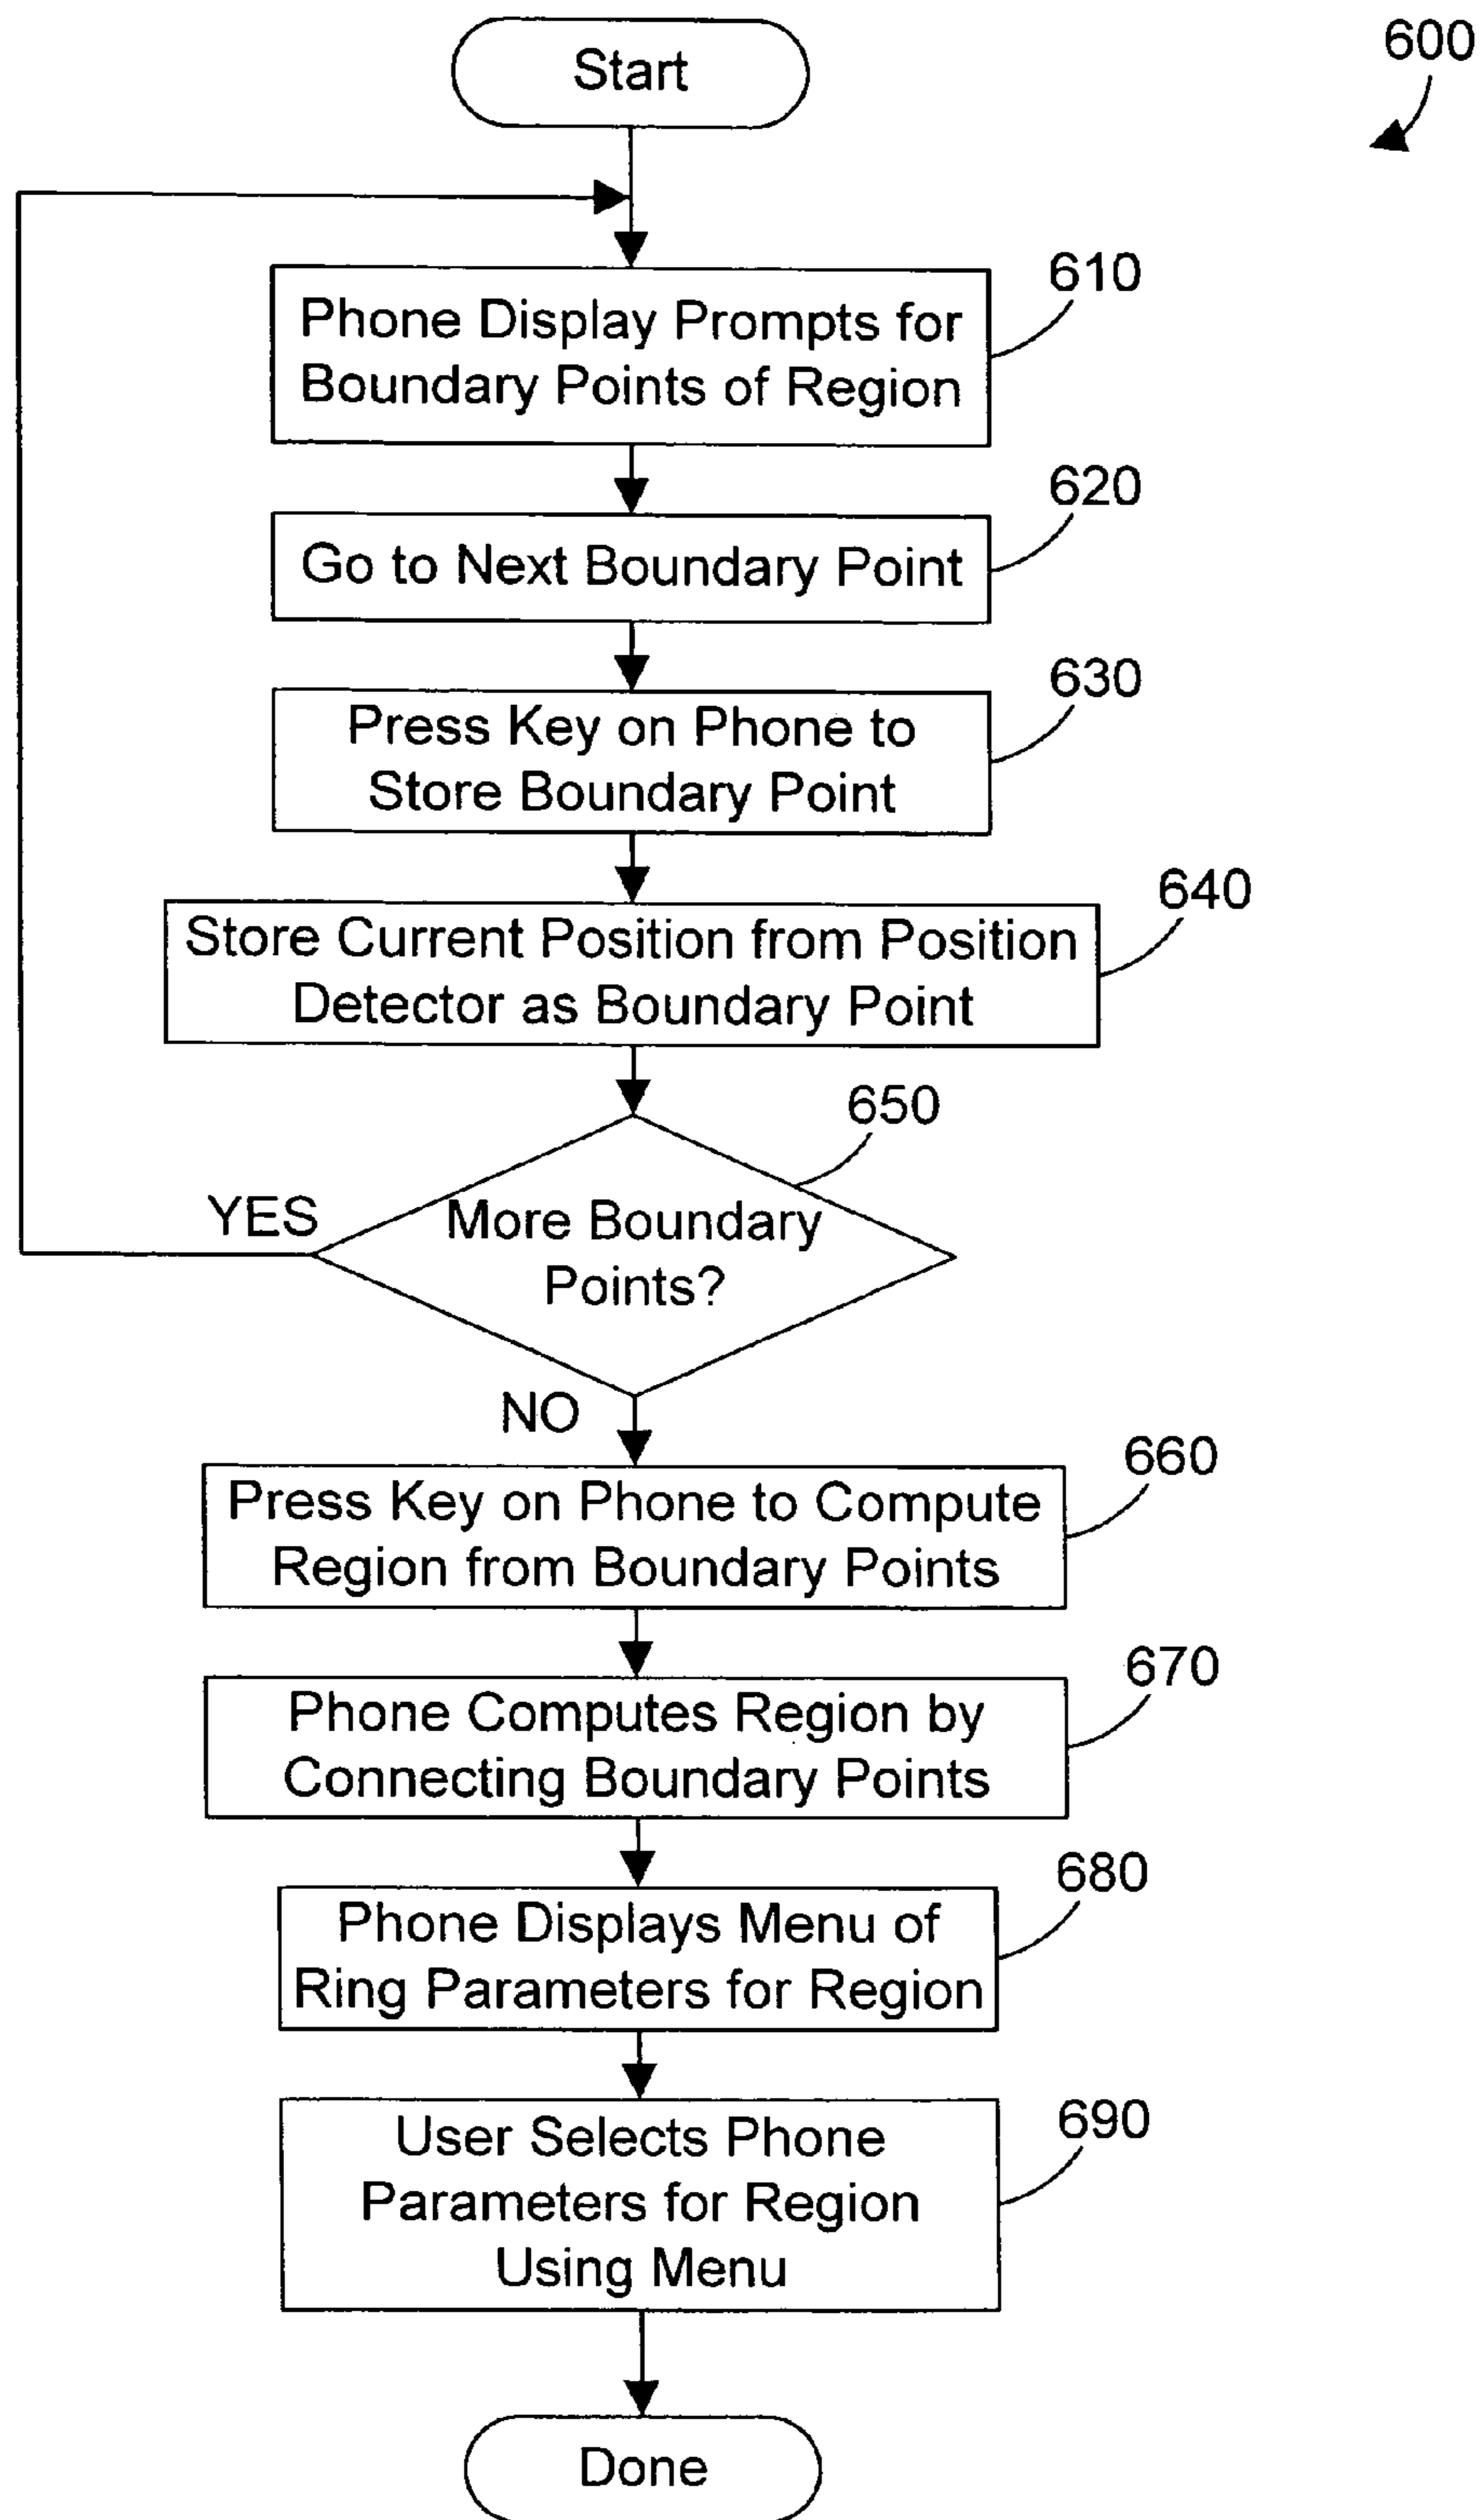 Start
600
Phone Display Prompts for
Boundary Points of Region
610
Go to Next Boundary Point
620
Press Key on Phone to
Store Boundary Point
630
Store Current Position from Position
Detector as Boundary Point
640
More Boundary
Points?
650
YES
NO
Press Key on Phone to Compute
Region from Boundary Points
660
Phone Computes Region by
Connecting Boundary Points
670
Phone Displays Menu of
Ring Parameters for Region
680
User Selects Phone
Parameters for Region
Using Menu
690
Done